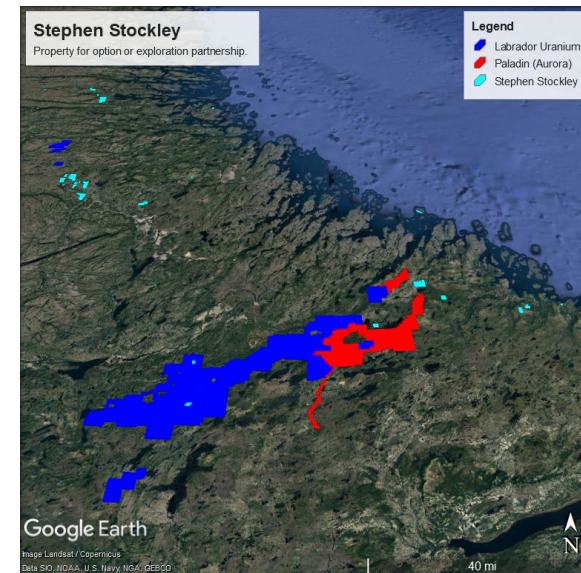 Stephen Stockley
Property for option or exploration partnership.
Legend
Labrador Uranium
Paladin (Aurora)
Stephen Stockley
Google Earth
Image Landsat / Copernicus
Data SIO, NOAA, U.S. Navy, NGA, GEBCO
40 mi
N